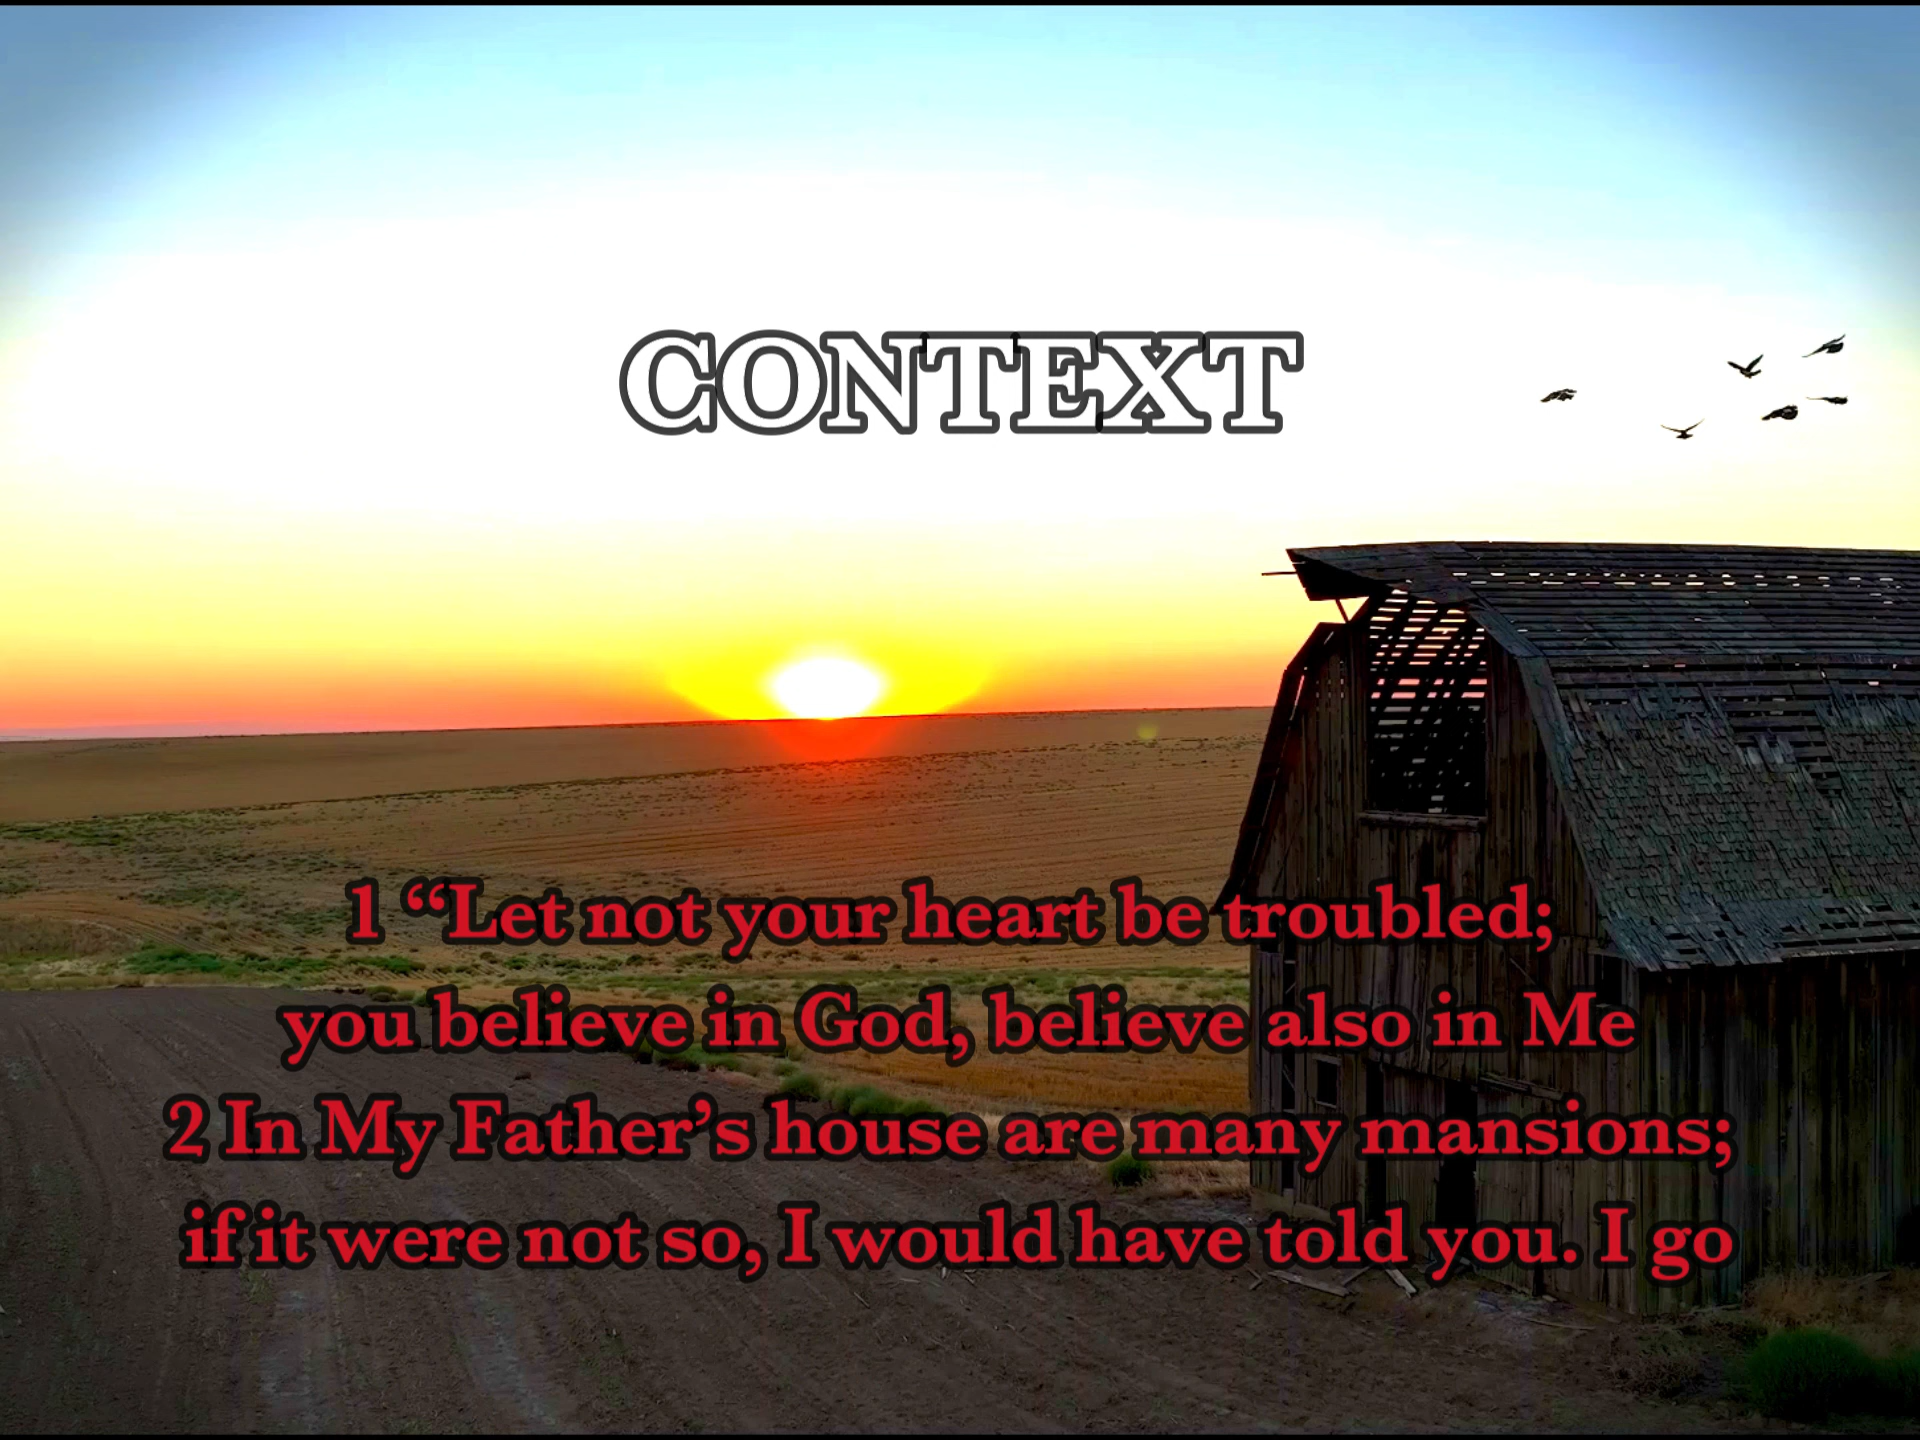 CONTEXT
1 “Let not your heart be troubled;
you believe in God, believe also in Me
2 In My Father’s house are many mansions;
if it were not so, I would have told you. I go